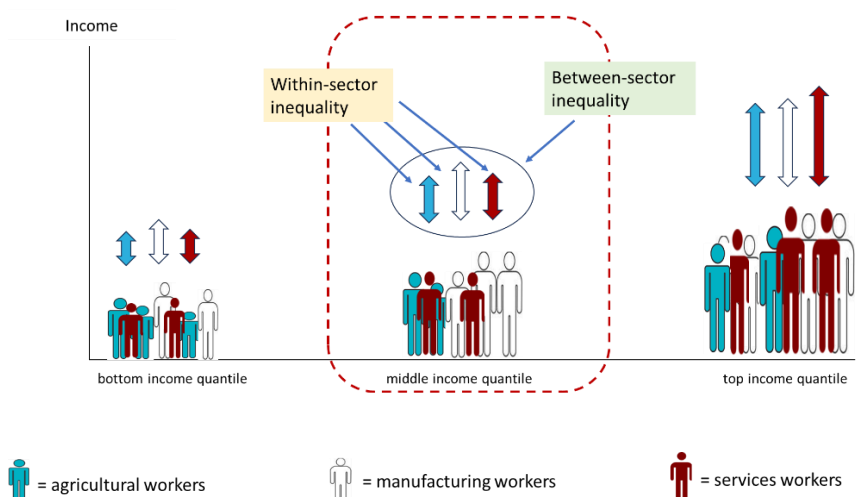 Income
Within-sector
inequality
Between-sector
inequality
bottom income quantile
middle income quantile
top income quantile
= agricultural workers
= manufacturing workers
= services workers